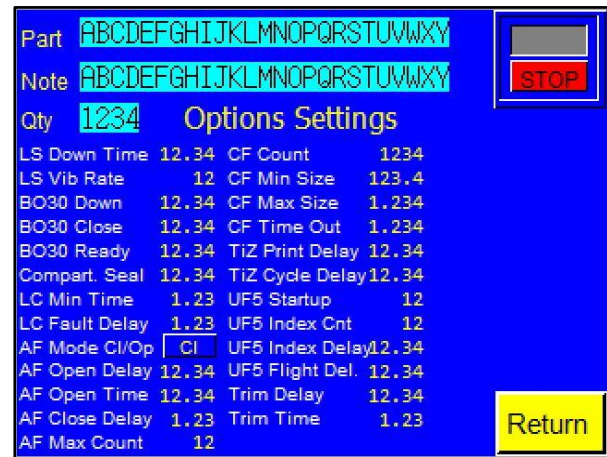 Part ABCDEFGHIJKLMNOPQRSTUVWXY
Note ABCDEFGHIJKLMNOPQRSTUVWXY
STOP
Qty 1234 Options Settings
LS Down Time 12.34 CF Count 1234
LS Vib Rate 12 CF Min Size 123.4
BO30 Down 12.34 CF Max Size 1.234
BO30 Close 12.34 CF Time Out 1.234
BO30 Ready 12.34 TiZ Print Delay 12.34
Compart. Seal 12.34 TiZ Cycle Delay 12.34
LC Min Time 1.23 UF5 Startup 12
LC Fault Delay 1.23 UF5 Index Cnt 12
AF Mode Cl/Op Cl UF5 Index Delay 12.34
AF Open Delay 12.34 UF5 Flight Del. 12.34
AF Open Time 12.34 Trim Delay 12.34
AF Close Delay 1.23 Trim Time 1.23
AF Max Count 12
Return